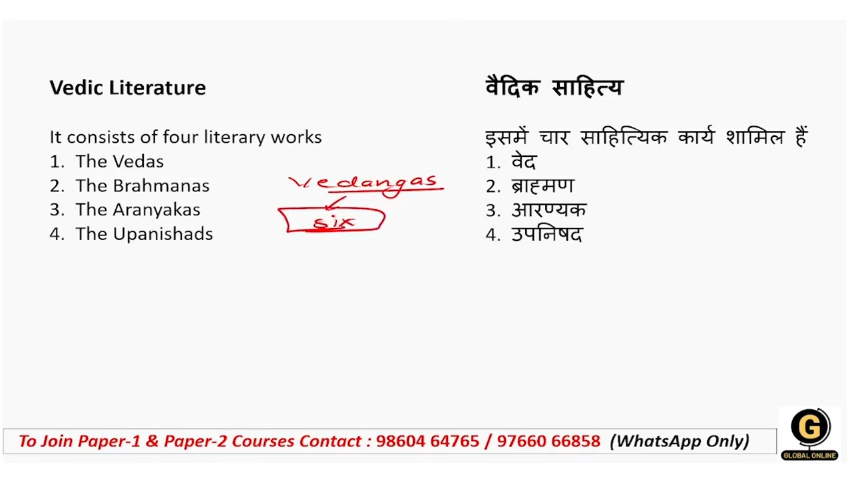 Vedic Literature
It consists of four literary works
1. The Vedas
2. The Brahmanas
3. The Aranyakas
4. The Upanishads
Vedangas
six
वैदिक साहित्य
इसमें चार साहित्यिक कार्य शामिल हैं
1. वेद
2. ब्राह्मण
3. आरण्यक
4. उपनिषद
To Join Paper-1 & Paper-2 Courses Contact : 98604 64765 / 97660 66858 (WhatsApp Only)
G
GLOBAL ONLINE